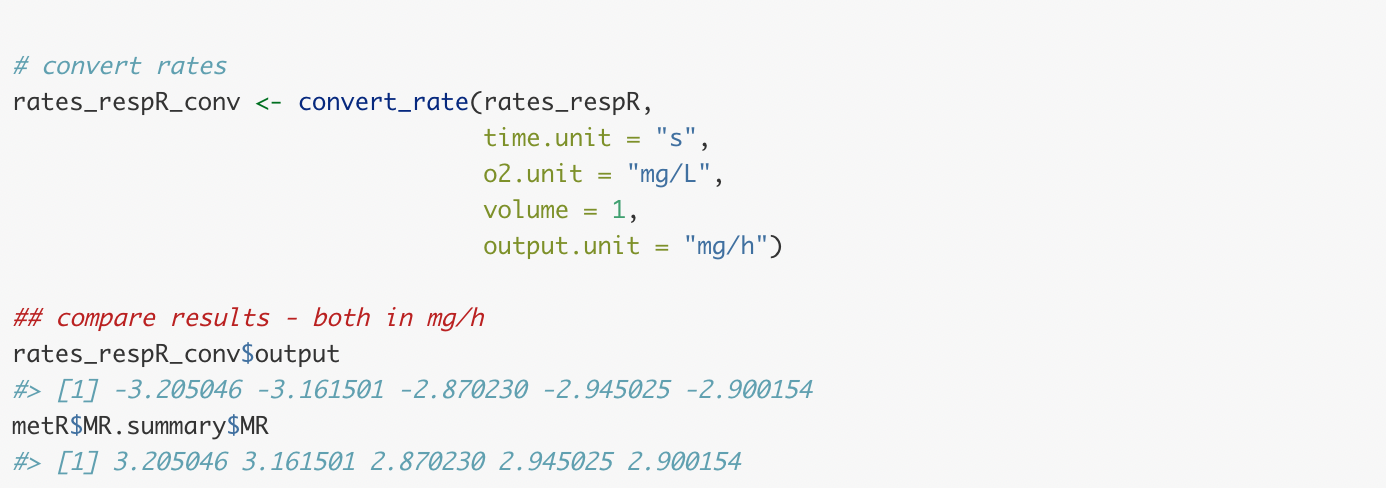 # convert rates
rates_respR_conv <- convert_rate(rates_respR,
                                 time.unit = "s",
                                 o2.unit = "mg/L",
                                 volume = 1,
                                 output.unit = "mg/h")
## compare results - both in mg/h
rates_respR_conv$output
#> [1] -3.205046 -3.161501 -2.870230 -2.945025 -2.900154
metR$MR.summary$MR
#> [1] 3.205046 3.161501 2.870230 2.945025 2.900154